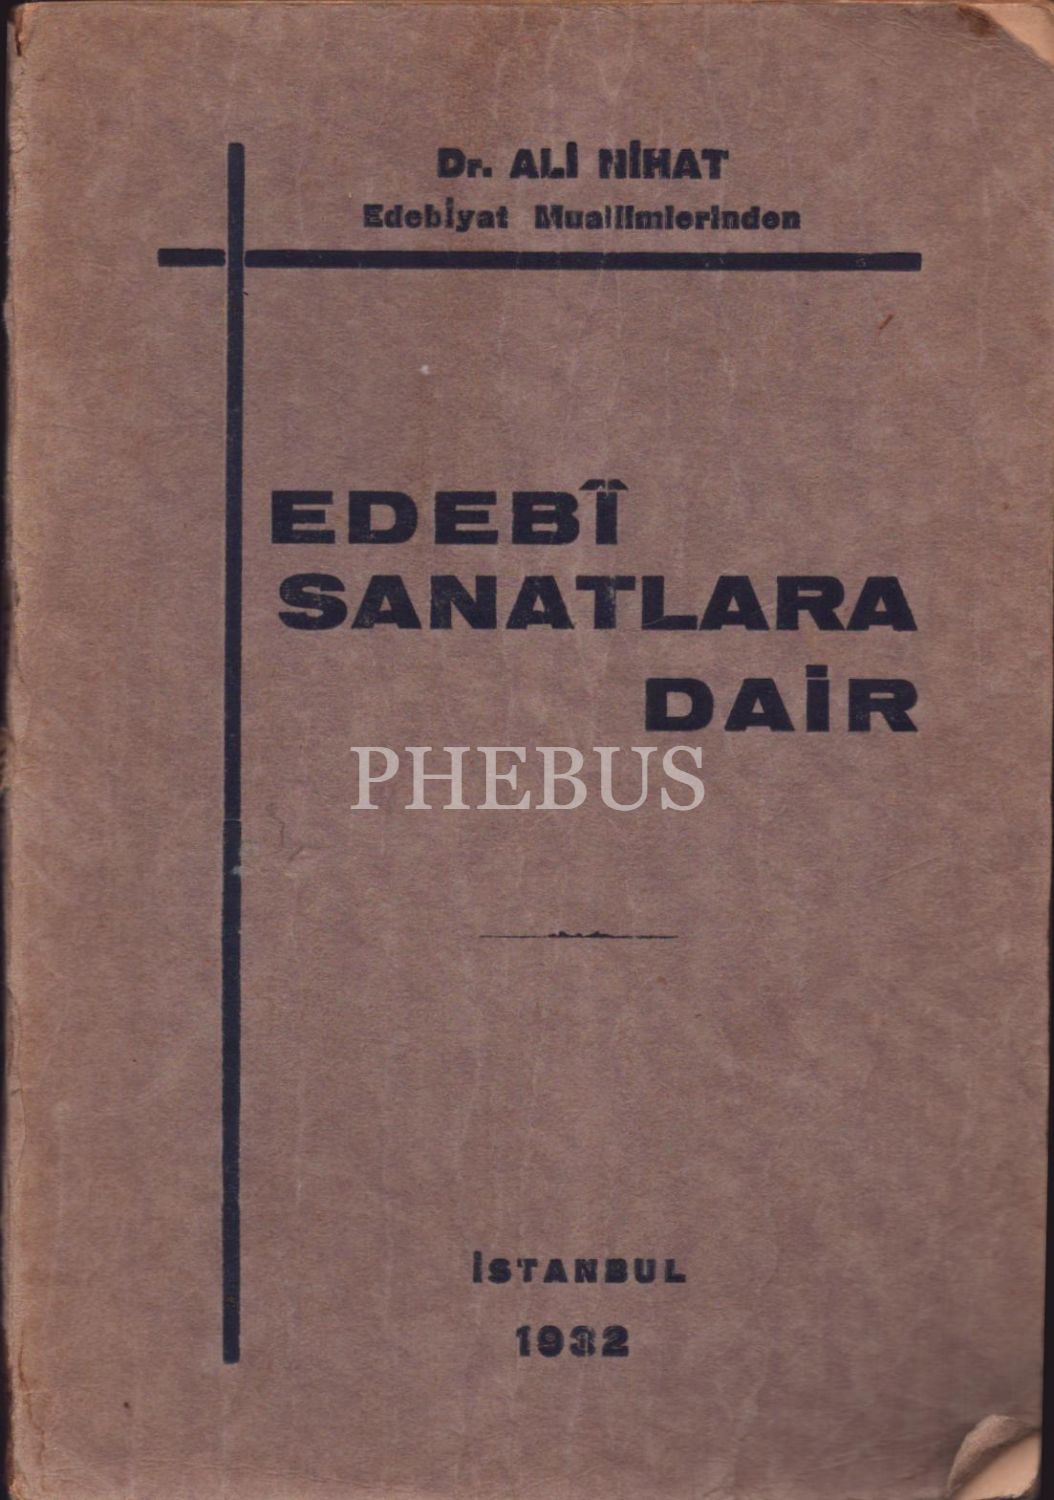 Dr. ALİ NİHAT
Edebiyat Muallimlerinden
EDEBÎ
SANATLARA
DAİR
PHEBUS
İSTANBUL
1932